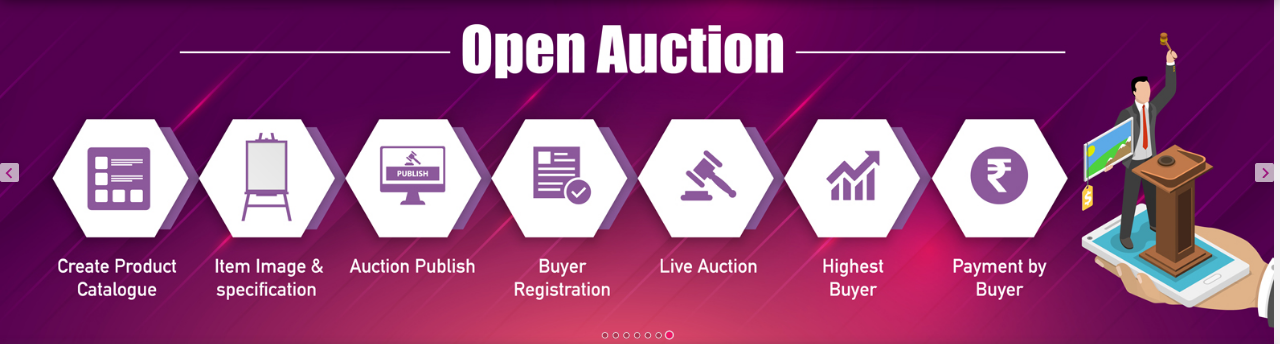 Open Auction
PUBLISH
Create Product
Catalogue
Item Image &
specification
Auction Publish
Buyer
Registration
Live Auction
Highest
Buyer
Payment by
Buyer
₹
$